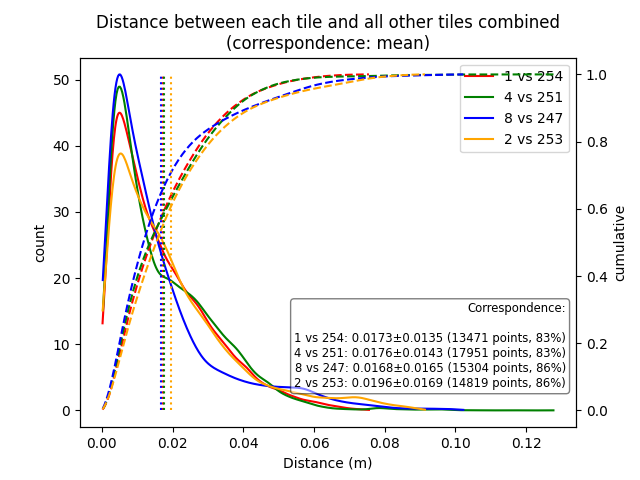 Distance between each tile and all other tiles combined
(correspondence: mean)
50
40
30
20
10
0
count
1.0
0.8
0.6
0.4
0.2
0.0
cumulative
1 vs 254
4 vs 251
8 vs 247
2 vs 253
Correspondence:
1 vs 254: 0.0173±0.0135 (13471 points, 83%)
4 vs 251: 0.0176±0.0143 (17951 points, 83%)
8 vs 247: 0.0168±0.0165 (15304 points, 86%)
2 vs 253: 0.0196±0.0169 (14819 points, 86%)
0.00 0.02 0.04 0.06 0.08 0.10 0.12
Distance (m)